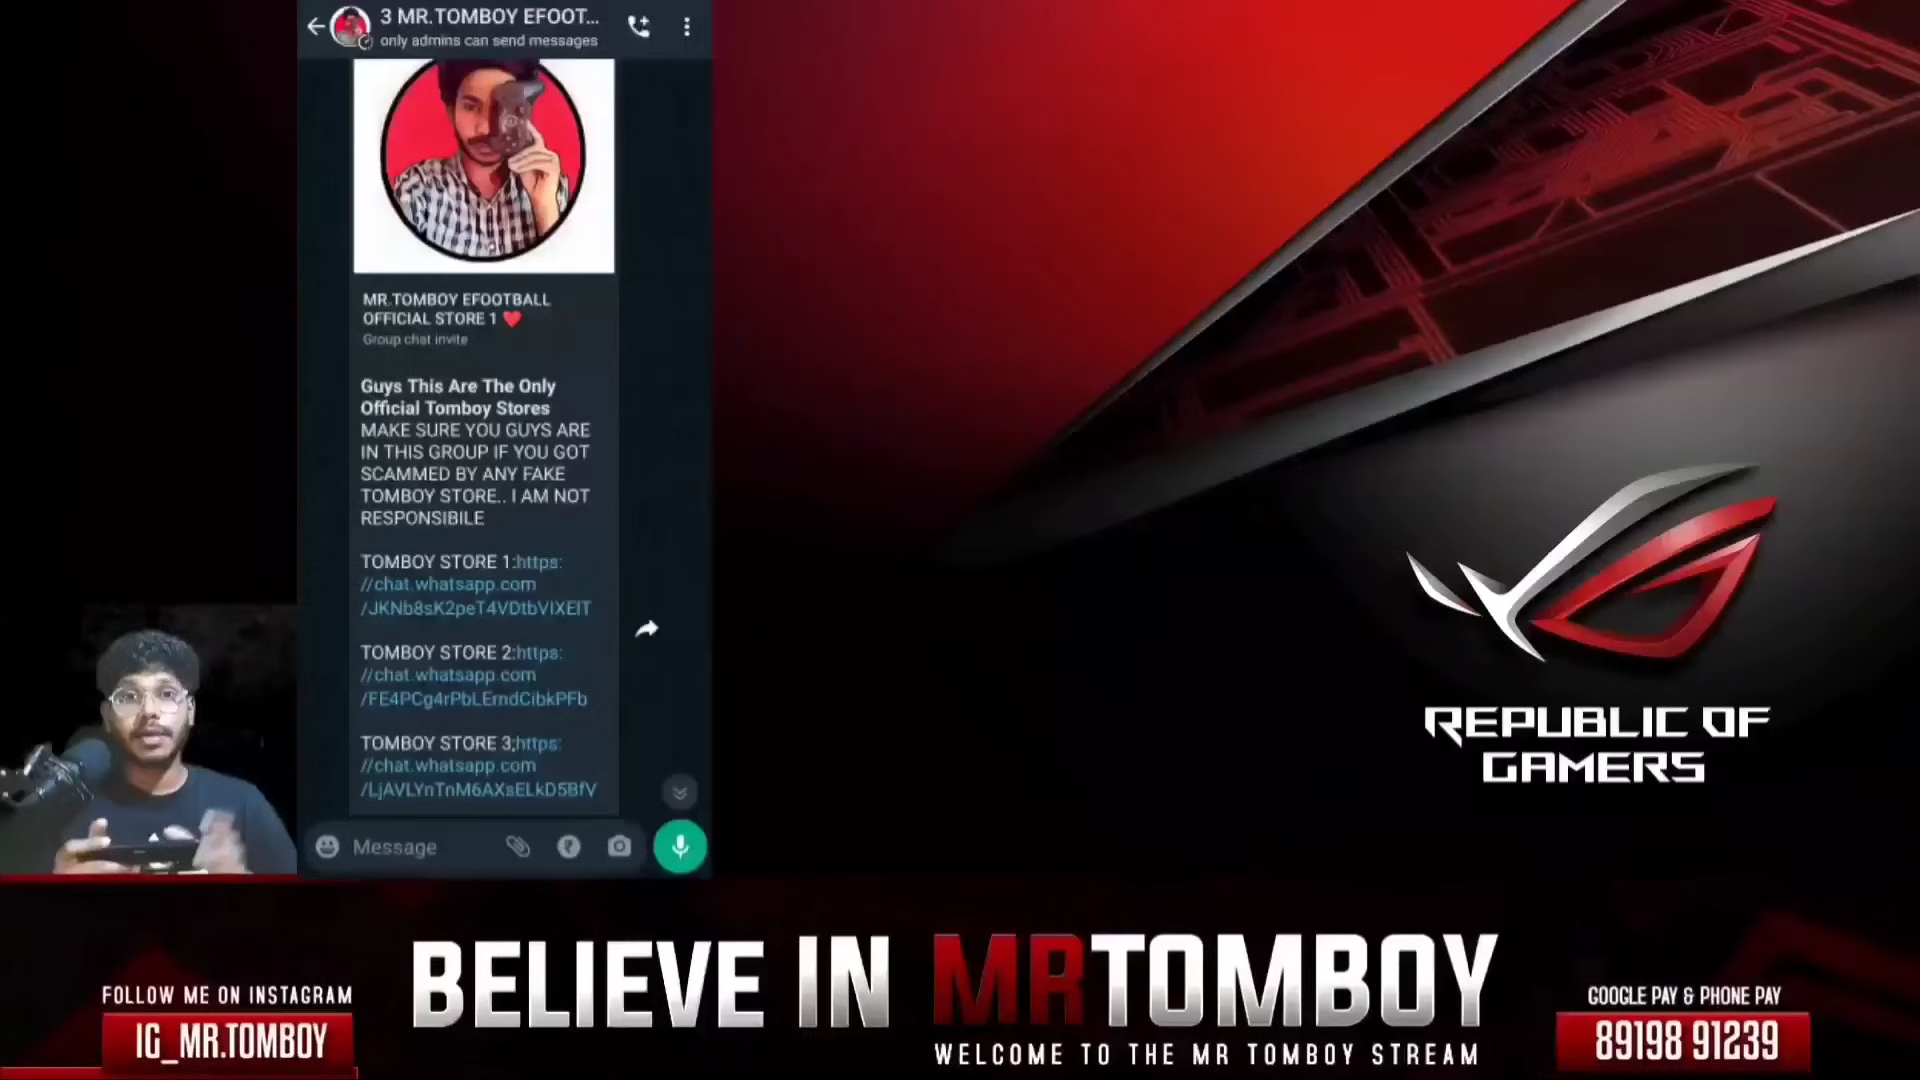 3 MR.TOMBOY EFOOT...
only admins can send messages
MR.TOMBOY EFOOTBALL
OFFICIAL STORE 1 ❤️
Group chat invite
Guys This Are The Only
Official Tomboy Stores
MAKE SURE YOU GUYS ARE
IN THIS GROUP IF YOU GOT
SCAMMED BY ANY FAKE
TOMBOY STORE.. I AM NOT
RESPONSIBILE
TOMBOY STORE 1:https:
//chat.whatsapp.com
/JKNb8sK2peT4VDtbVIXEIT
TOMBOY STORE 2:https:
//chat.whatsapp.com
/FE4PCg4rPbLErndCibkPFb
TOMBOY STORE 3;https:
//chat.whatsapp.com
/LjAVLYnTnM6AXsELkD5BfV
Message
REPUBLIC OF
GAMERS
BELIEVE IN MRTOMBOY
WELCOME TO THE MR TOMBOY STREAM
FOLLOW ME ON INSTAGRAM
IG_MR.TOMBOY
GOOGLE PAY & PHONE PAY
89198 91239